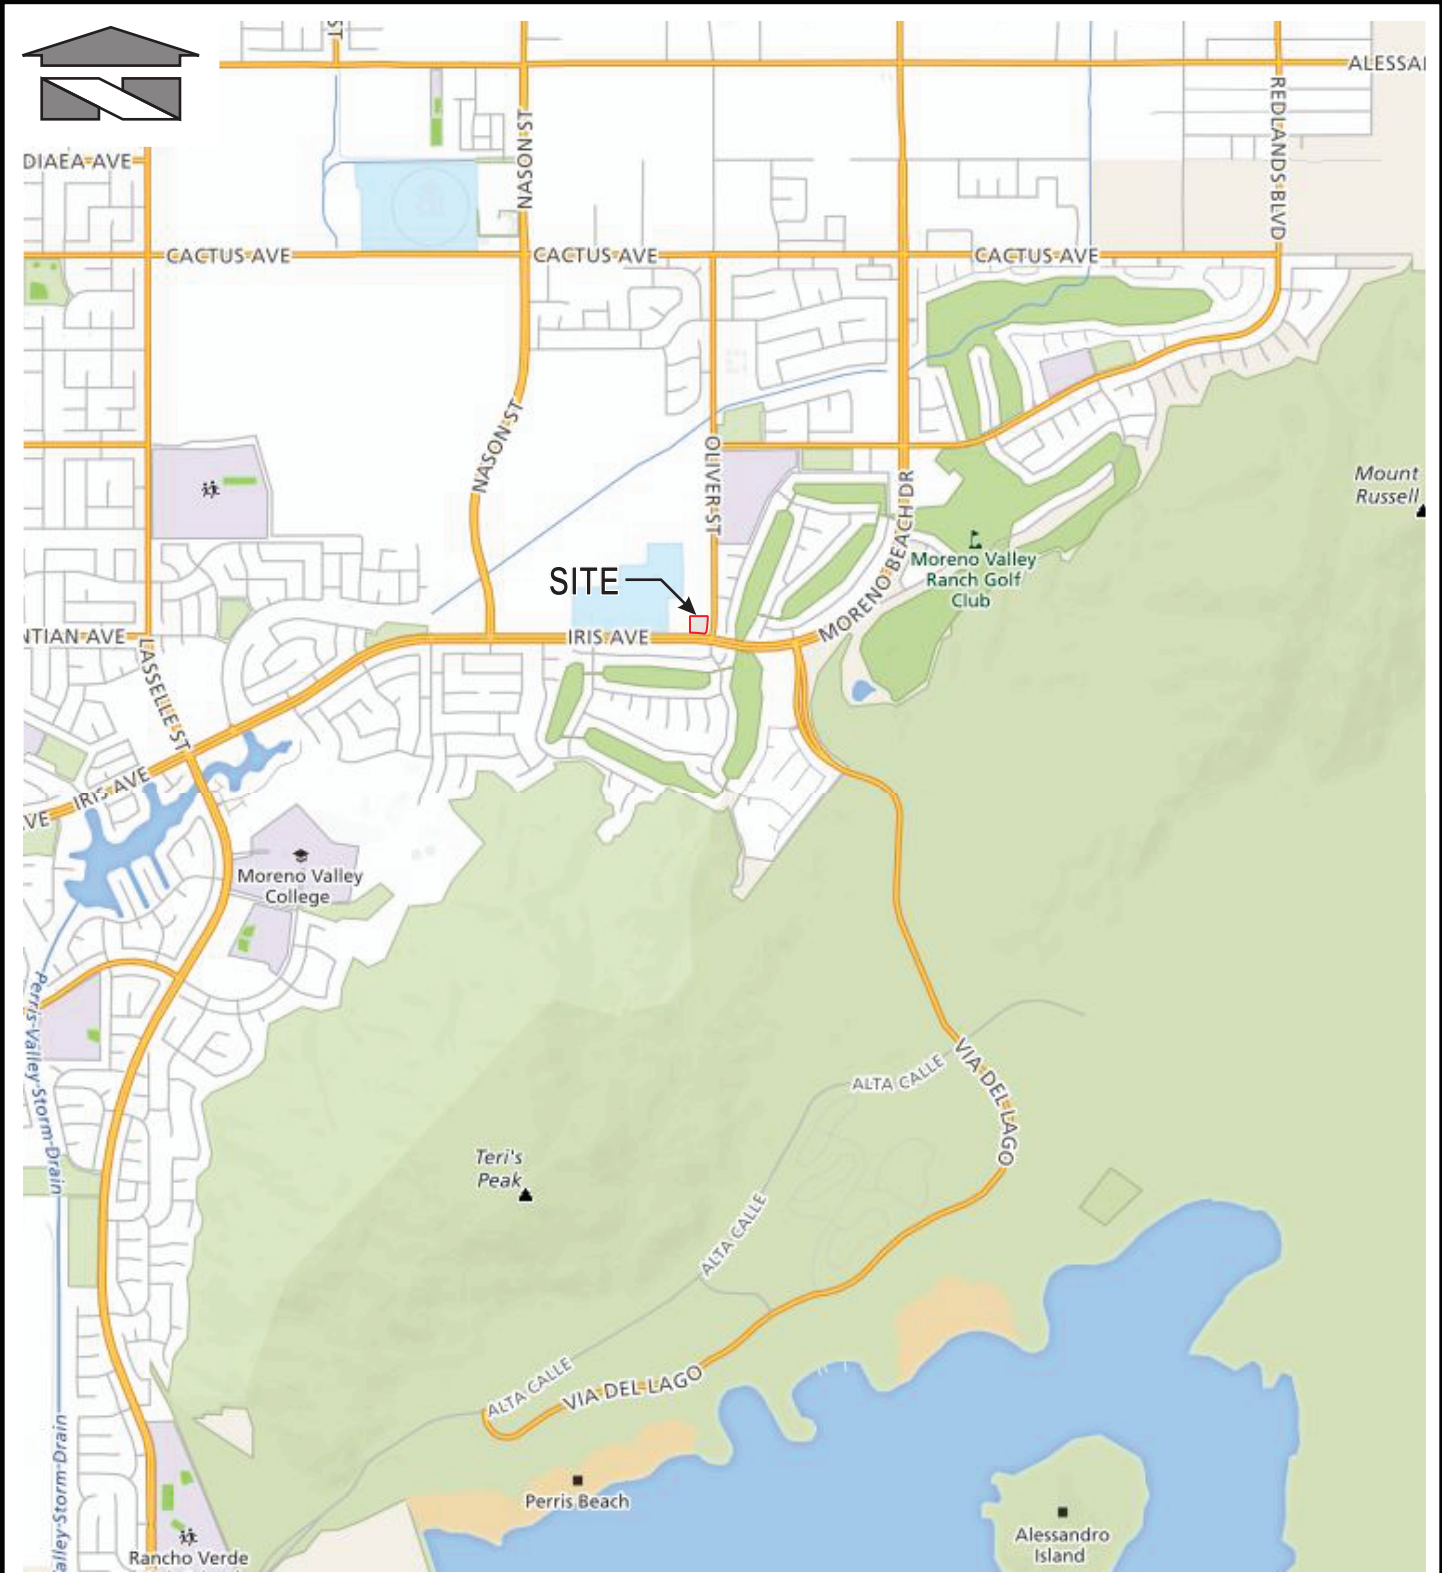 ST
ALESSA
NASON ST
REDLANDS BLVD
DIAEA AVE
CACTUS AVE
CACTUS AVE
CACTUS AVE
NASON ST
OLIVER ST
MORENO BEACH DR
Mount
Russell
Moreno Valley
Ranch Golf
Club
SITE
NTIAN AVE
IRIS AVE
LASSELLE ST
IRIS AVE
VE
Moreno Valley
College
Perris Valley Storm Drain
ALTA CALLE
VIA DEL LAGO
Teri's
Peak
ALTA CALLE
ALTA CALLE
VIA DEL LAGO
alley Storm Drain
Perris Beach
Alessandro
Island
Rancho Verde